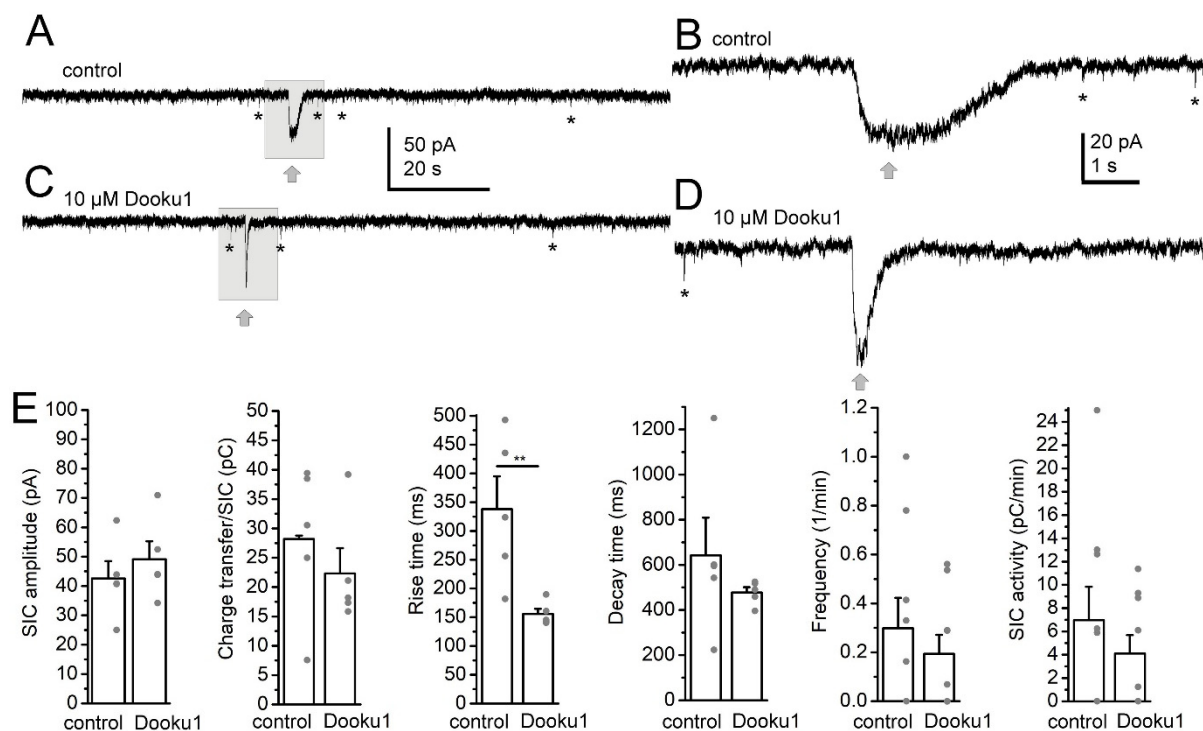 A
control
*
*
*
*
50 pA
20 s
B
control
*
*
20 pA
1 s
C
10 µM Dooku1
*
*
*
D
10 µM Dooku1
*
E
SIC amplitude (pA)
100
90
80
70
60
50
40
30
20
10
0
control Dooku1
Charge transfer/SIC (pC)
50
45
40
35
30
25
20
15
10
5
0
control Dooku1
Rise time (ms)
500
450
400
350
300
250
200
150
100
50
0
**
control Dooku1
Decay time (ms)
1200
1000
800
600
400
200
0
control Dooku1
Frequency (1/min)
1.2
1.0
0.8
0.6
0.4
0.2
0.0
control Dooku1
SIC activity (pC/min)
24
22
20
18
16
14
12
10
8
6
4
2
0
control Dooku1